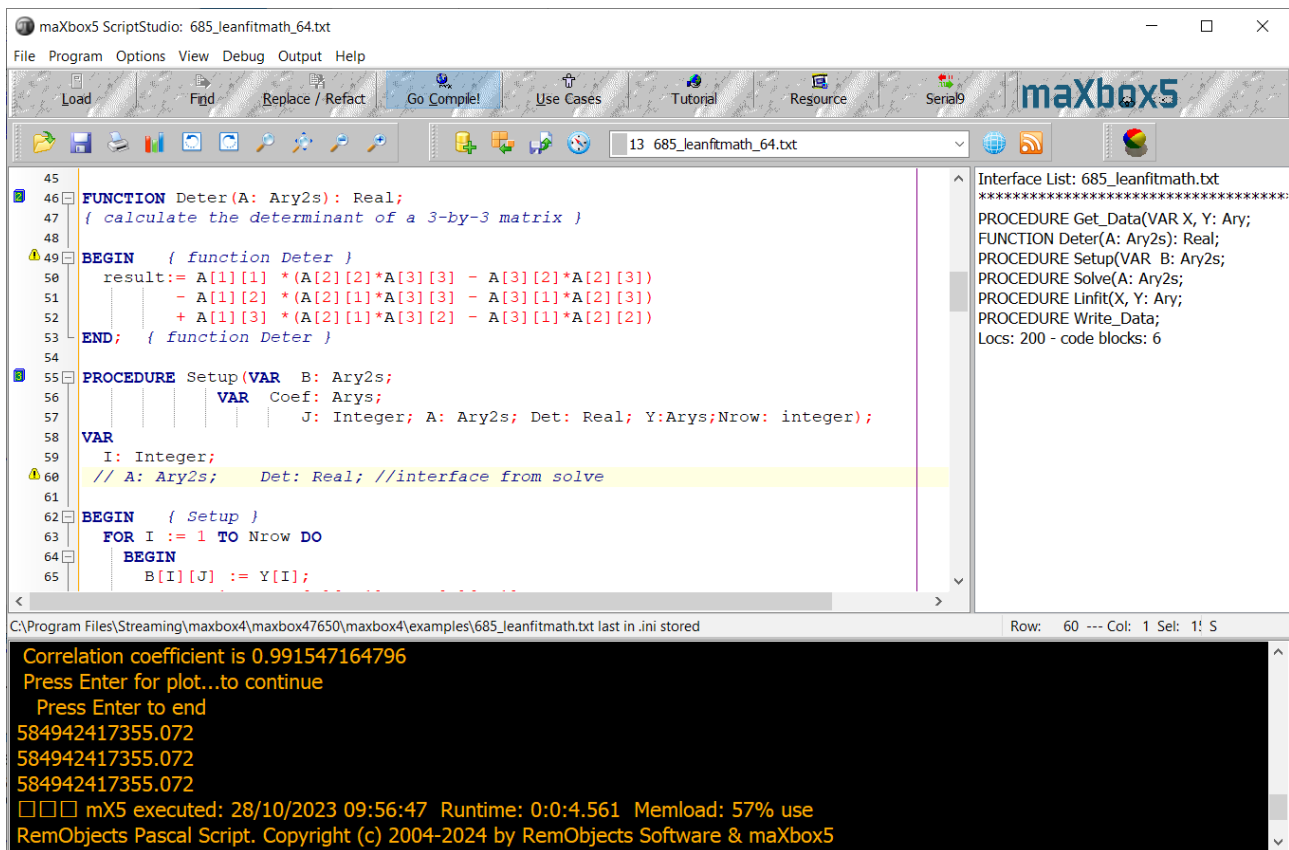 maXbox5 ScriptStudio: 685_leanfitmath_64.txt
File Program Options View Debug Output Help
Load Find Replace / Refact Go Compile! Use Cases Tutorial Resource Serial9 maXbox5
13 685_leanfitmath_64.txt
45
46 FUNCTION Deter(A: Ary2s): Real;
47 { calculate the determinant of a 3-by-3 matrix }
48
49 BEGIN { function Deter }
50 result:= A[1][1] *(A[2][2]*A[3][3] - A[3][2]*A[2][3])
51 - A[1][2] *(A[2][1]*A[3][3] - A[3][1]*A[2][3])
52 + A[1][3] *(A[2][1]*A[3][2] - A[3][1]*A[2][2])
53 END; { function Deter }
54
55 PROCEDURE Setup(VAR B: Ary2s;
56 VAR Coef: Arys;
57 J: Integer; A: Ary2s; Det: Real; Y:Arys;Nrow: integer);
58 VAR
59 I: Integer;
60 // A: Ary2s; Det: Real; //interface from solve
61
62 BEGIN { Setup }
63 FOR I := 1 TO Nrow DO
64 BEGIN
65 B[I][J] := Y[I];
Interface List: 685_leanfitmath.txt
***************************************
PROCEDURE Get_Data(VAR X, Y: Ary;
FUNCTION Deter(A: Ary2s): Real;
PROCEDURE Setup(VAR B: Ary2s;
PROCEDURE Solve(A: Ary2s;
PROCEDURE Linfit(X, Y: Ary;
PROCEDURE Write_Data;
Locs: 200 - code blocks: 6
C:\Program Files\Streaming\maxbox4\maxbox47650\maxbox4\examples\685_leanfitmath.txt last in .ini stored
Row: 60 --- Col: 1 Sel: 1! S
Correlation coefficient is 0.991547164796
Press Enter for plot...to continue
Press Enter to end
584942417355.072
584942417355.072
584942417355.072
mX5 executed: 28/10/2023 09:56:47 Runtime: 0:0:4.561 Memload: 57% use
RemObjects Pascal Script. Copyright (c) 2004-2024 by RemObjects Software & maXbox5